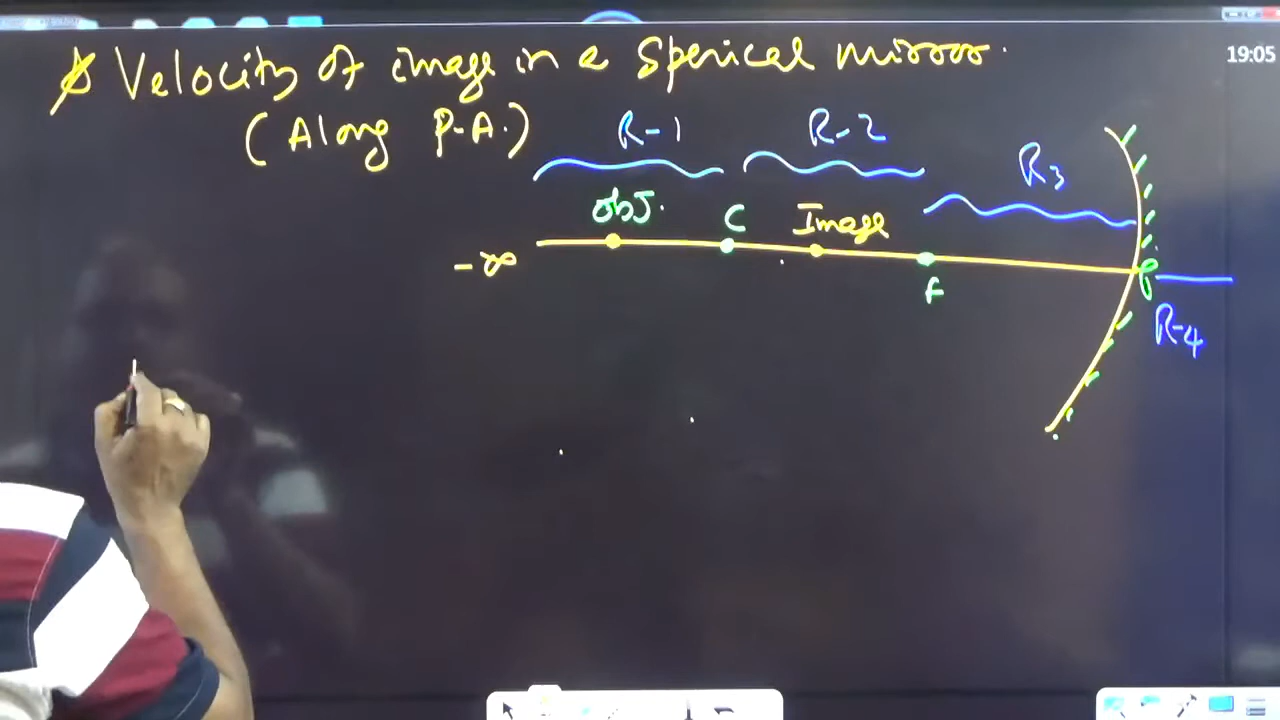 Velocity of image in a Sperical mirror.
19:05
(Along P-A.)
R-1
R-2
R3
obJ.
C
Image
-∞
F
P
R-4